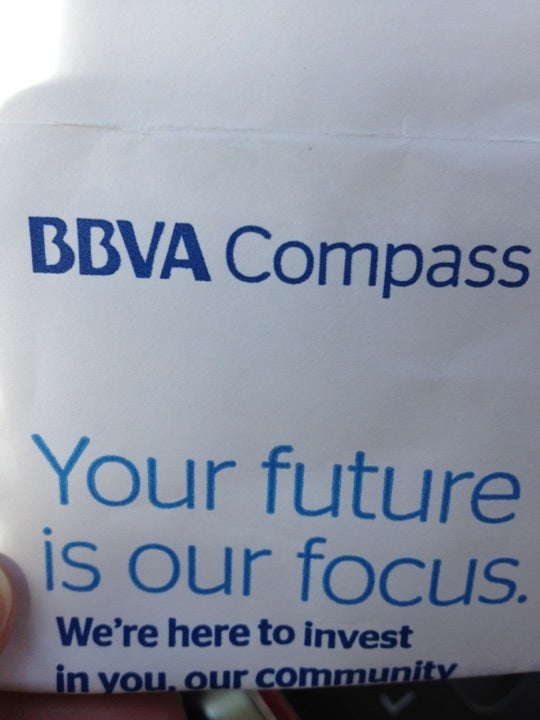 BBVA Compass
Your future
is our focus.
We're here to invest
in you, our community